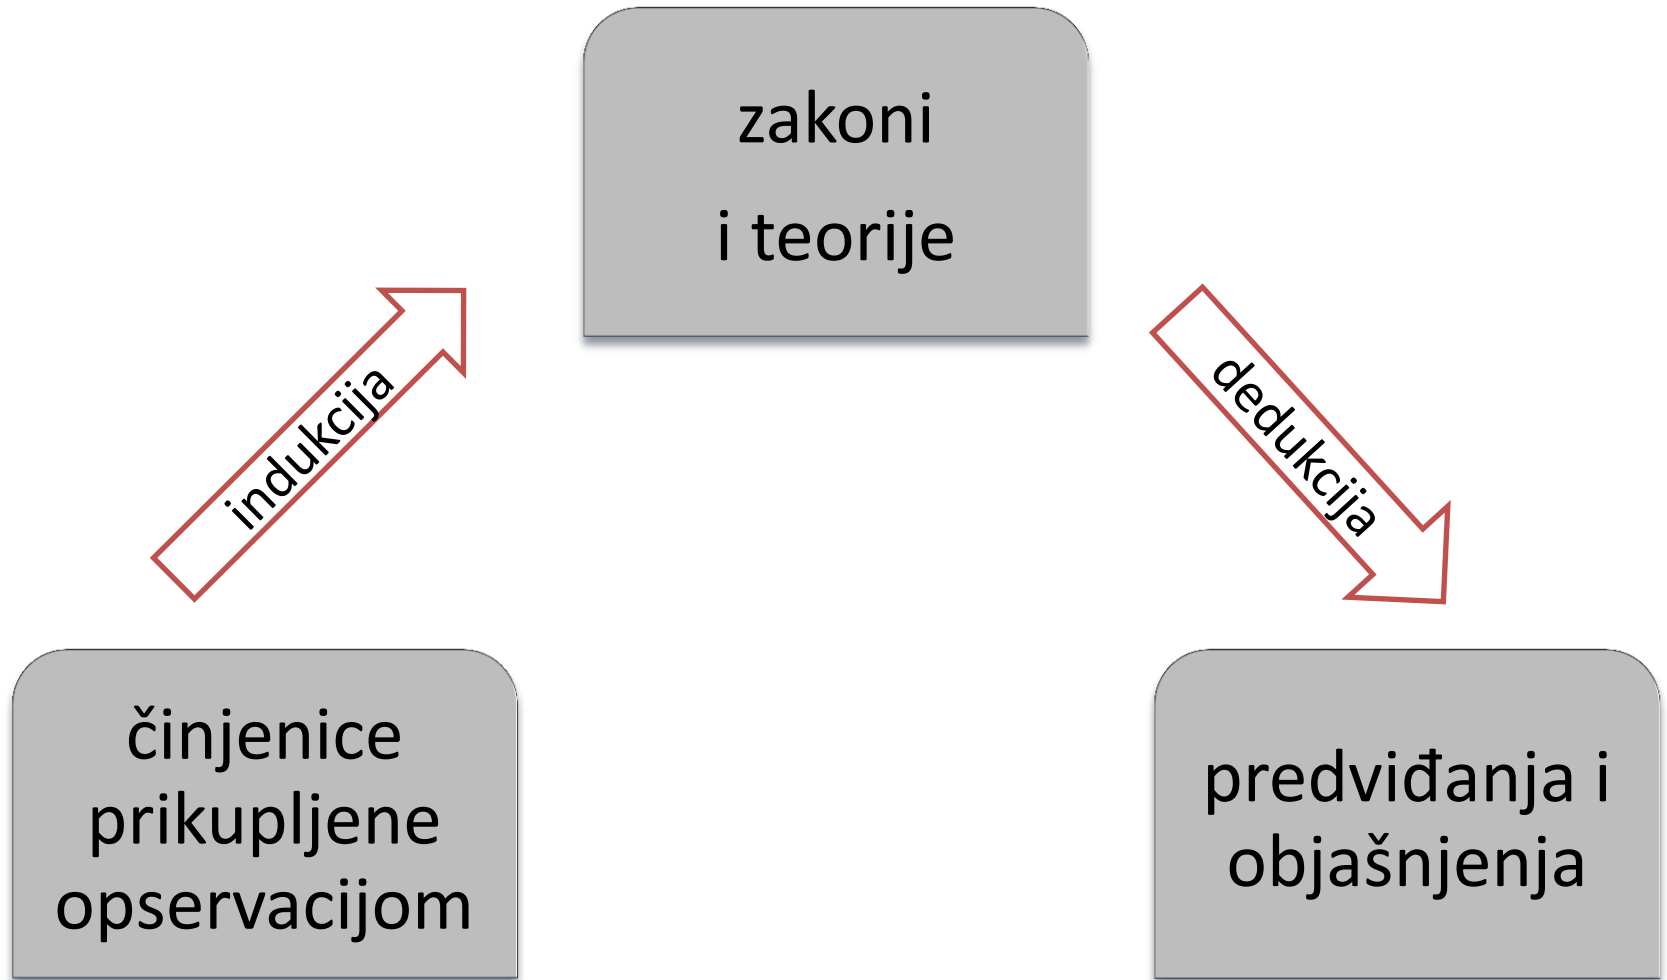 zakoni
i teorije
indukcija
dedukcija
činjenice
prikupljene
opservacijom
predviđanja i
objašnjenja